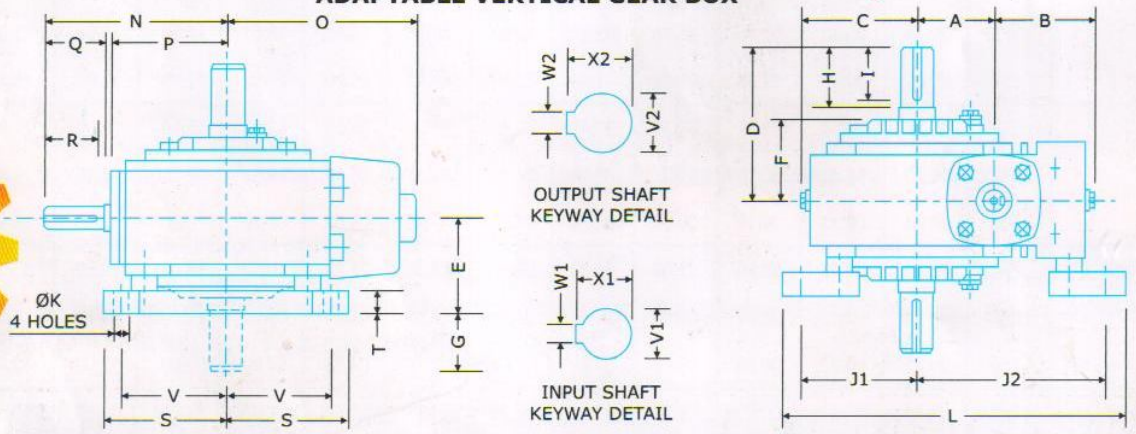 ADAPTABLE VERTICAL GEAR BOX
N
O
Q
P
R
E
ØK
4 HOLES
T
G
V
V
S
S
W2
X2
V2
OUTPUT SHAFT
KEYWAY DETAIL
W1
X1
V1
INPUT SHAFT
KEYWAY DETAIL
C
A
B
H
I
D
F
J1
J2
L